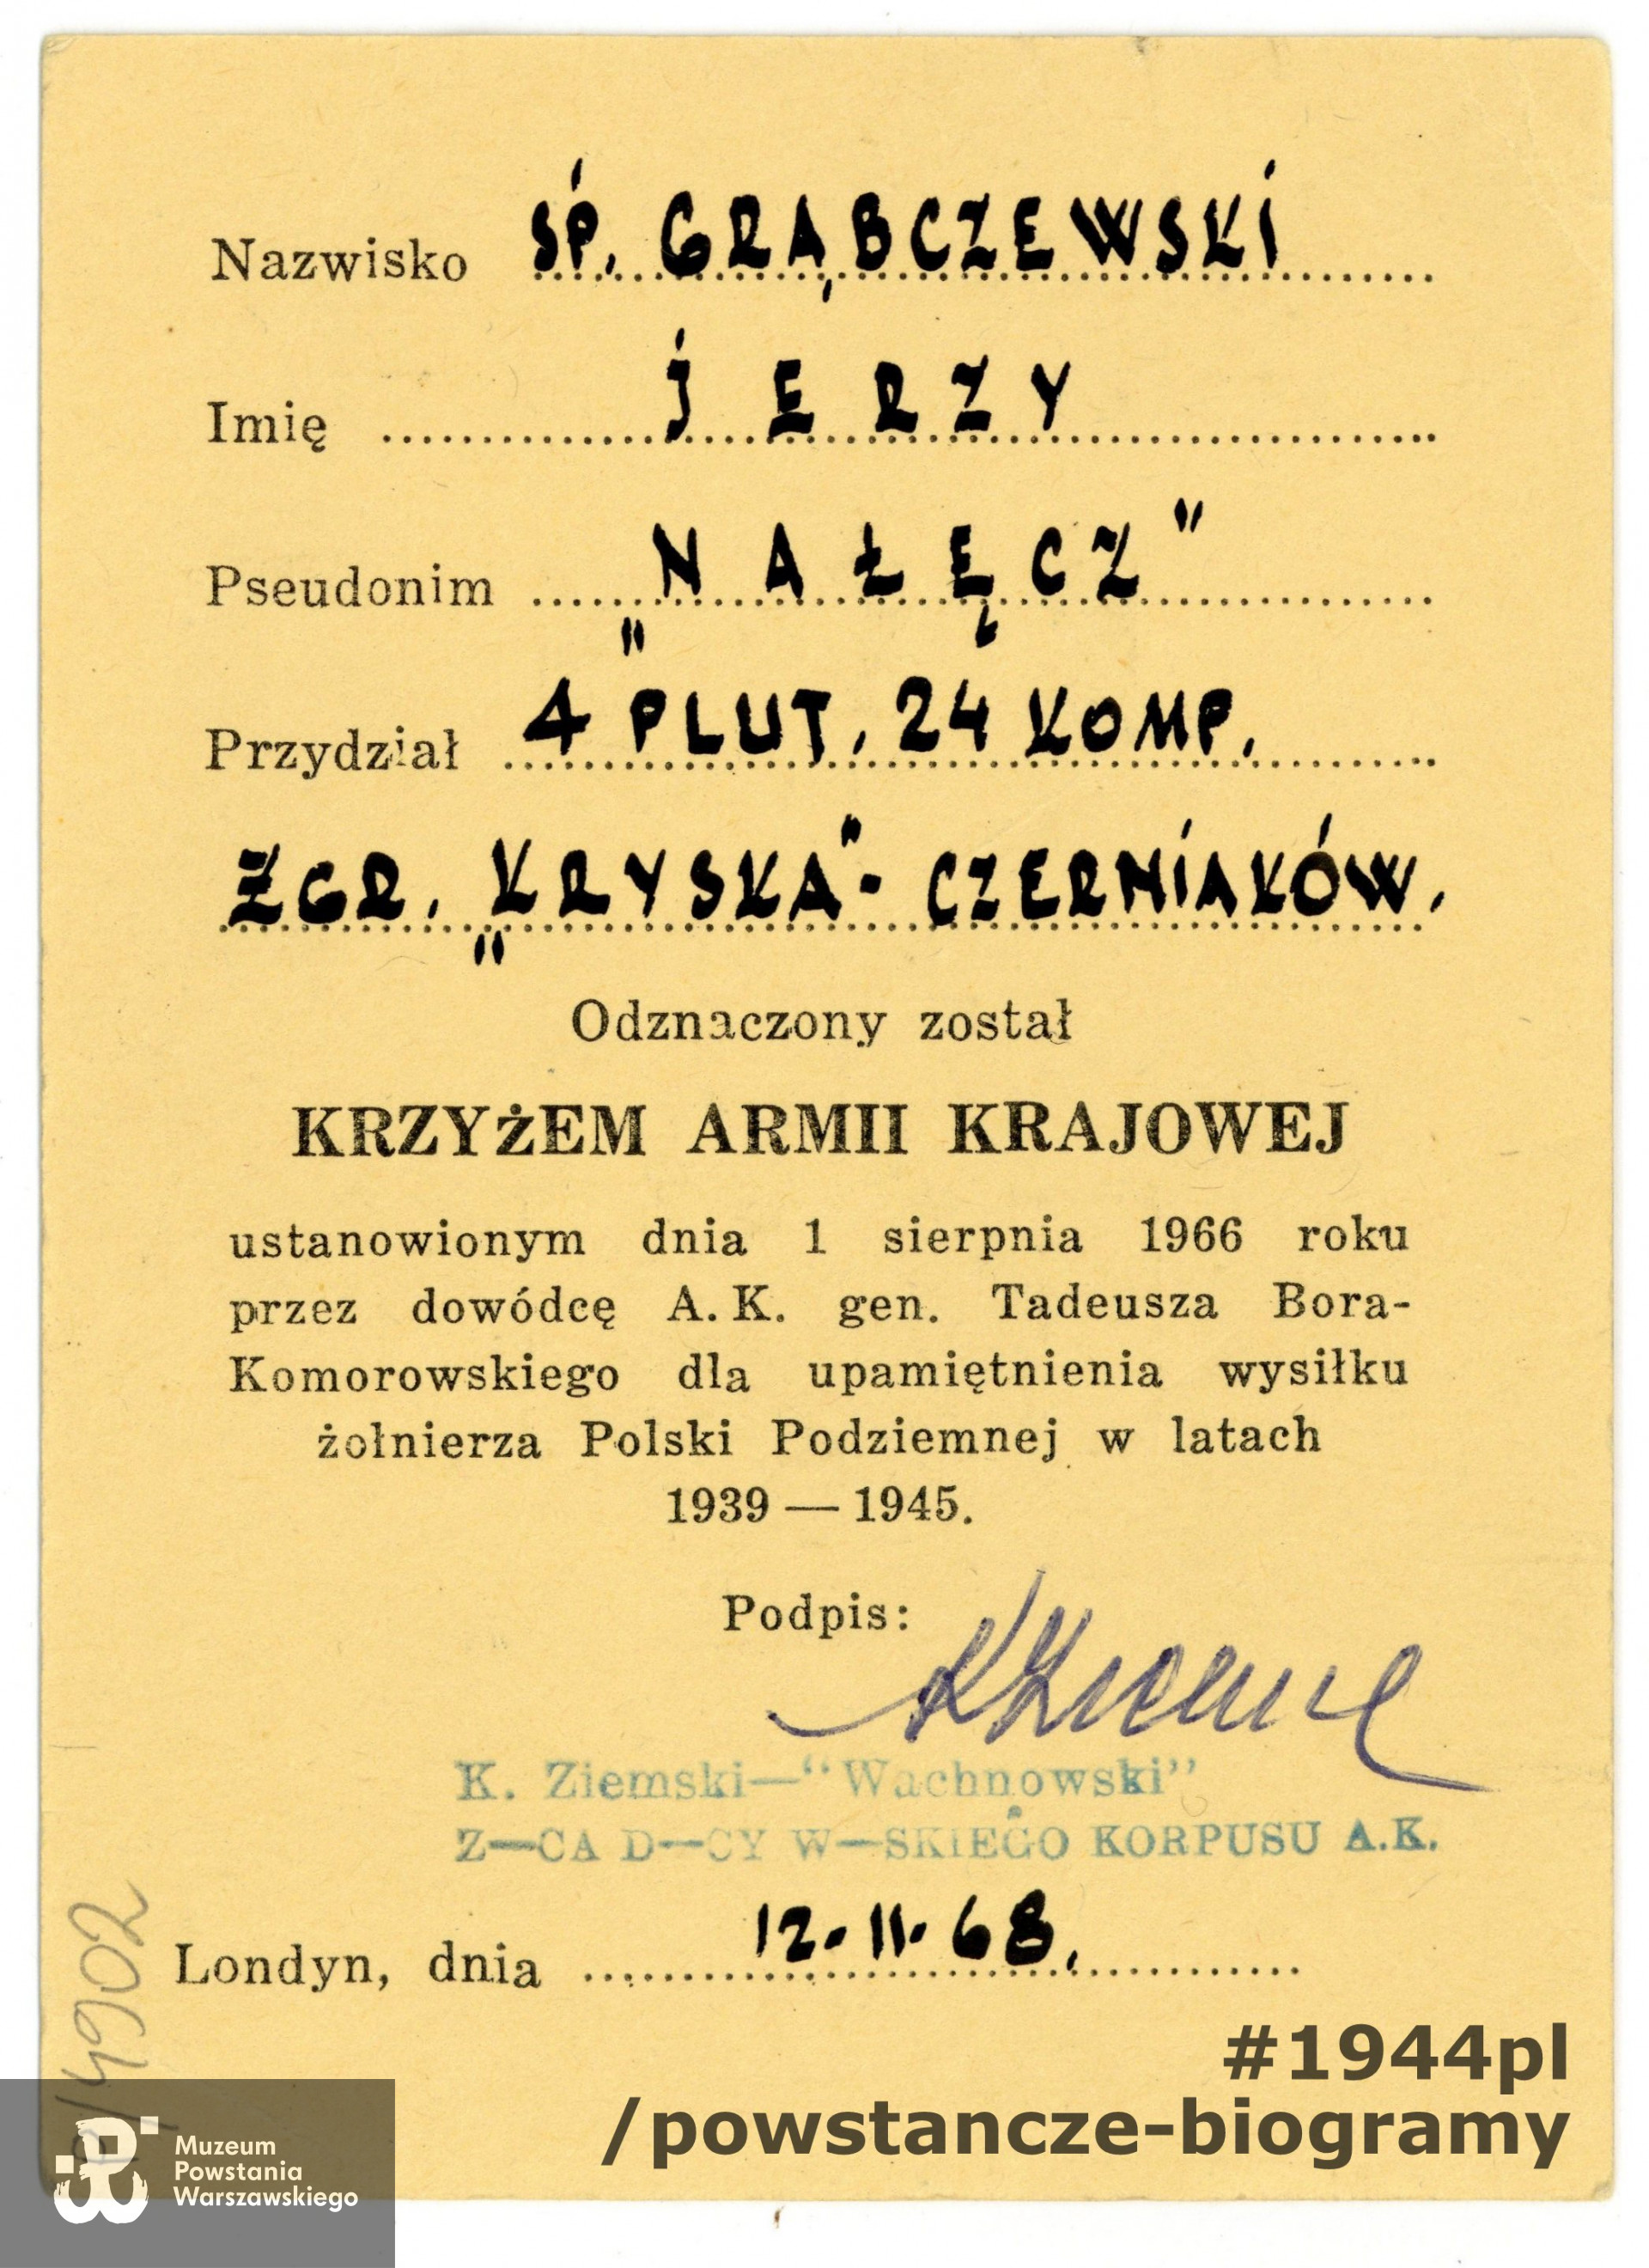 Nazwisko ŚP. GRĄBCZEWSKI
Imię JERZY
Pseudonim „NAŁĘCZ”
Przydział 4 PLUT. 24 KOMP.
ZGR. „KRYSKA”- CZERNIAKÓW.
Odznaczony został
KRZYŻEM ARMII KRAJOWEJ
ustanowionym dnia 1 sierpnia 1966 roku
przez dowódcę A. K. gen. Tadeusza Bora-
Komorowskiego dla upamiętnienia wysiłku
żołnierza Polski Podziemnej w latach
1939 — 1945.
Podpis:
K. Ziemski—“Wachnowski”
Z—CA D—CY W—SKIEGO KORPUSU A.K.
Londyn, dnia 12.11.68.
#1944pl
/powstancze-biogramy
Muzeum
Powstania
Warszawskiego